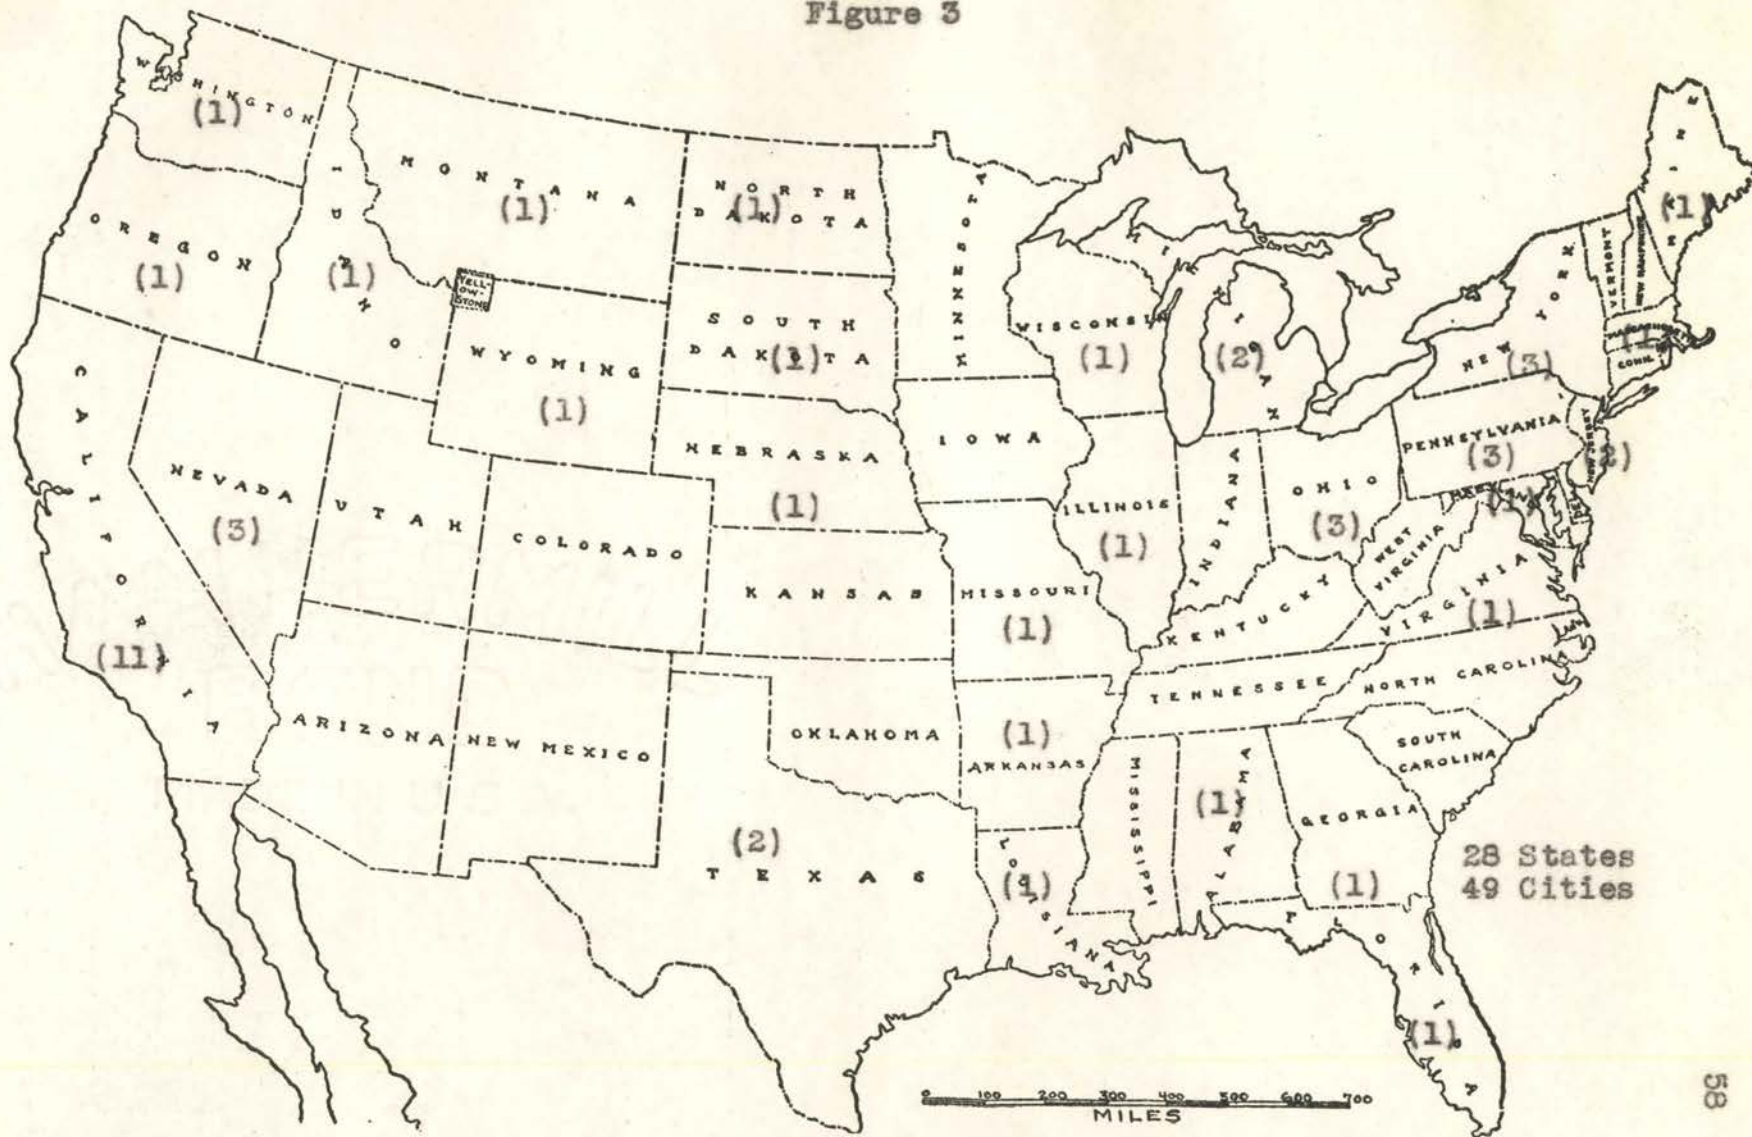 Figure 3
WASHINGTON
(1)
OREGON
(1)
CALIFORNIA
(11)
IDAHO
(1)
NEVADA
(3)
MONTANA
(1)
YELL-
OW-
STONE
WYOMING
(1)
UTAH
COLORADO
ARIZONA
NEW MEXICO
NORTH
DAKOTA
(1)
SOUTH
DAKOTA
(1)
NEBRASKA
(1)
KANSAS
OKLAHOMA
(2)
TEXAS
MINNESOTA
IOWA
MISSOURI
(1)
(1)
ARKANSAS
LOUISIANA
(1)
WISCONSIN
(1)
ILLINOIS
(1)
MICHIGAN
(2)
INDIANA
OHIO
(3)
KENTUCKY
TENNESSEE
MISSISSIPPI
ALABAMA
(1)
GEORGIA
(1)
FLORIDA
(1)
SOUTH
CAROLINA
NORTH CAROLINA
VIRGINIA
(1)
WEST
VIRGINIA
MARYLAND
(1)
DEL
PENNSYLVANIA
(3)
NEW JERSEY
(2)
NEW YORK
(3)
CONN.
MASSACHUSETTS
(1)
VERMONT
NEW HAMPSHIRE
MAINE
(1)
28 States
49 Cities
0 100 200 300 400 500 600 700
MILES
58